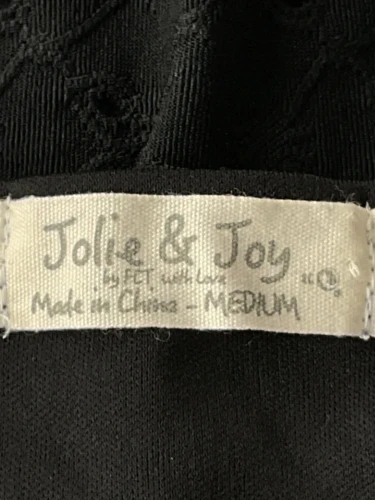 Jolie & Joy
by FCT with Love
Made in China - MEDIUM